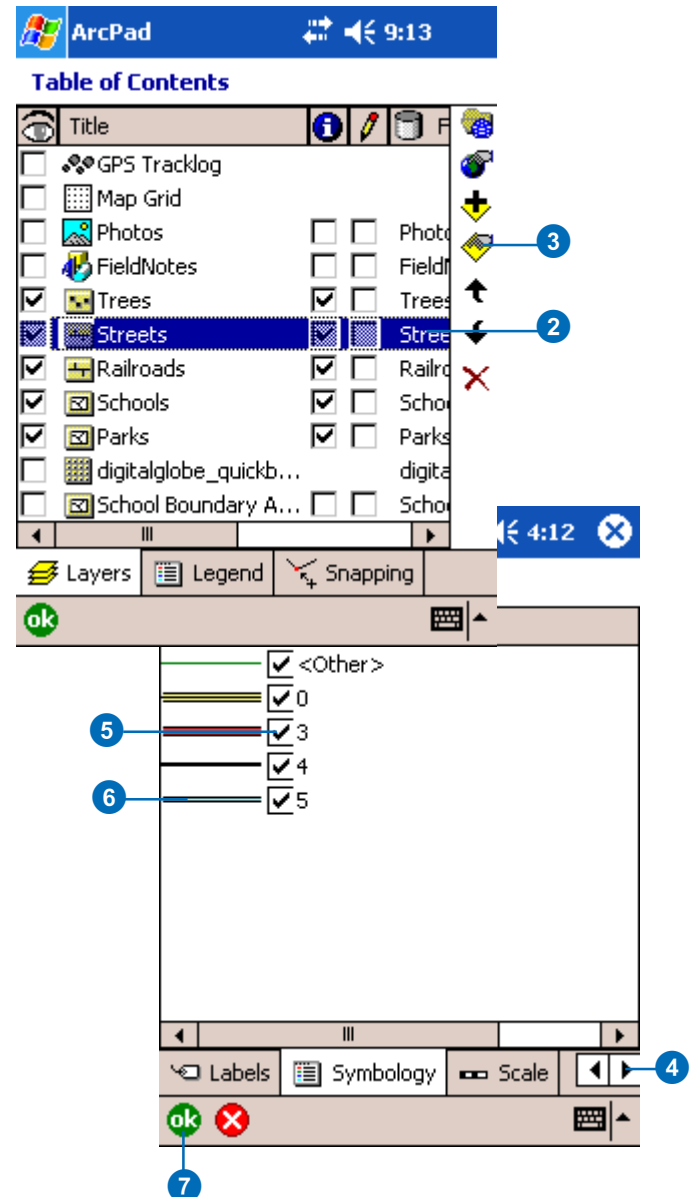 ArcPad 9:13
Table of Contents
Title F
GPS Tracklog
Map Grid
Photos Photo
FieldNotes Field
Trees Trees
Streets Stree
Railroads Railro
Schools Schoo
Parks Parks
digitalglobe_quickb... digita
School Boundary A... Schoo
Layers Legend Snapping
ok
3
2
4:12
<Other>
0
3
4
5
5
6
Labels Symbology Scale
4
ok
7